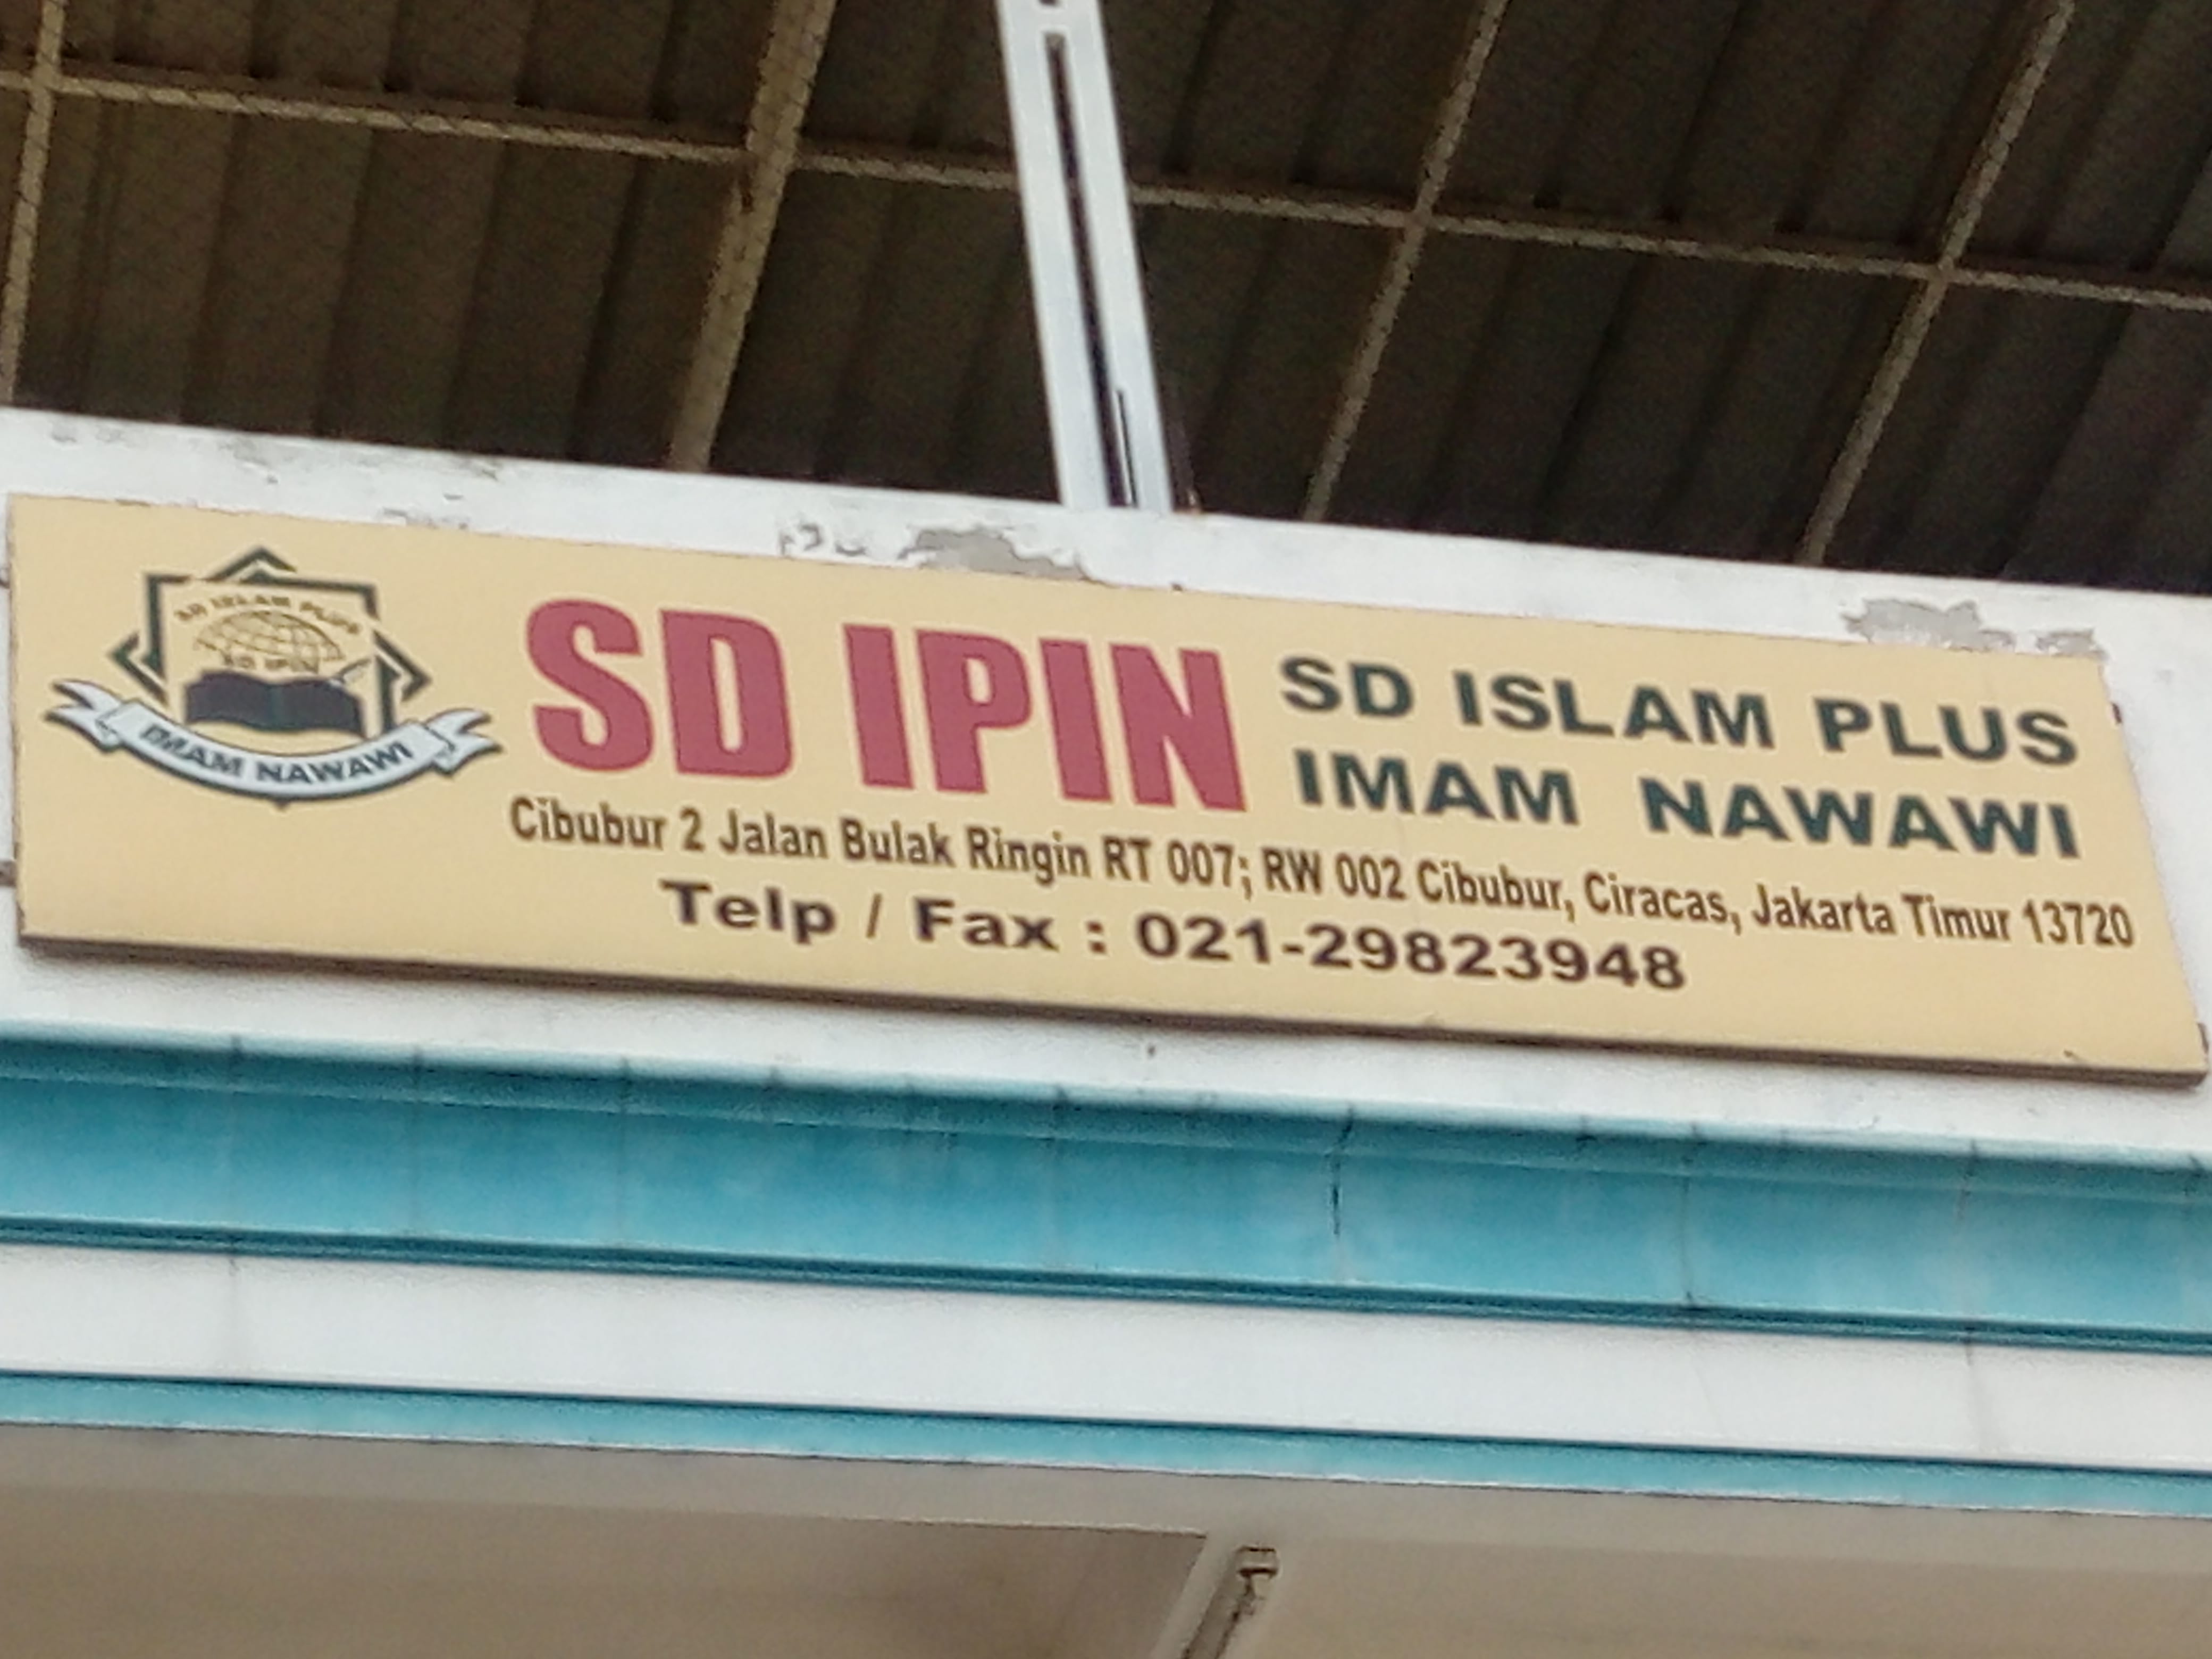 SD ISLAM PLUS
SD IPIN
IMAM NAWAWI
SD IPIN
SD ISLAM PLUS
IMAM NAWAWI
Cibubur 2 Jalan Bulak Ringin RT 007; RW 002 Cibubur, Ciracas, Jakarta Timur 13720
Telp / Fax : 021-29823948